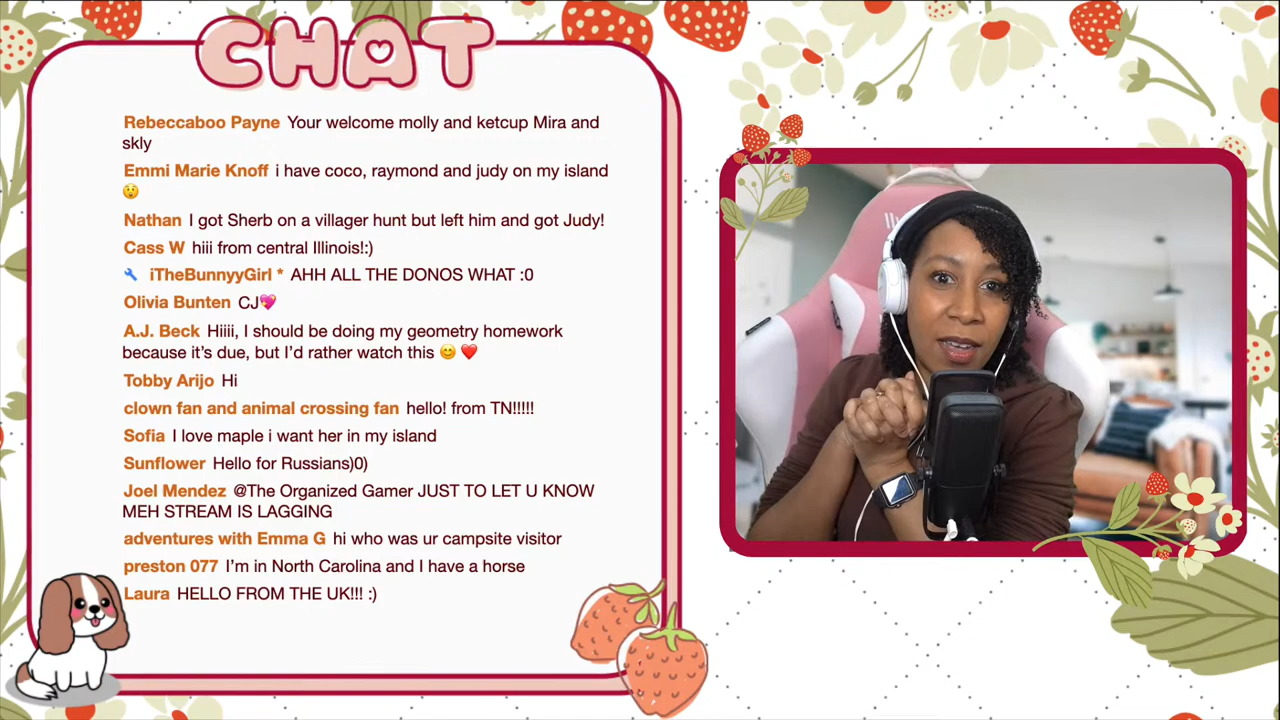 CHAT
Rebeccaboo Payne Your welcome molly and ketcup Mira and
skly
Emmi Marie Knoff i have coco, raymond and judy on my island
😲
Nathan I got Sherb on a villager hunt but left him and got Judy!
Cass W hiii from central Illinois!:)
iTheBunnyyGirl * AHH ALL THE DONOS WHAT :0
Olivia Bunten CJ💖
A.J. Beck Hiiii, I should be doing my geometry homework
because it’s due, but I’d rather watch this 😊 ❤️
Tobby Arijo Hi
clown fan and animal crossing fan hello! from TN!!!!!
Sofia I love maple i want her in my island
Sunflower Hello for Russians)0)
Joel Mendez @The Organized Gamer JUST TO LET U KNOW
MEH STREAM IS LAGGING
adventures with Emma G hi who was ur campsite visitor
preston 077 I’m in North Carolina and I have a horse
Laura HELLO FROM THE UK!!! :)